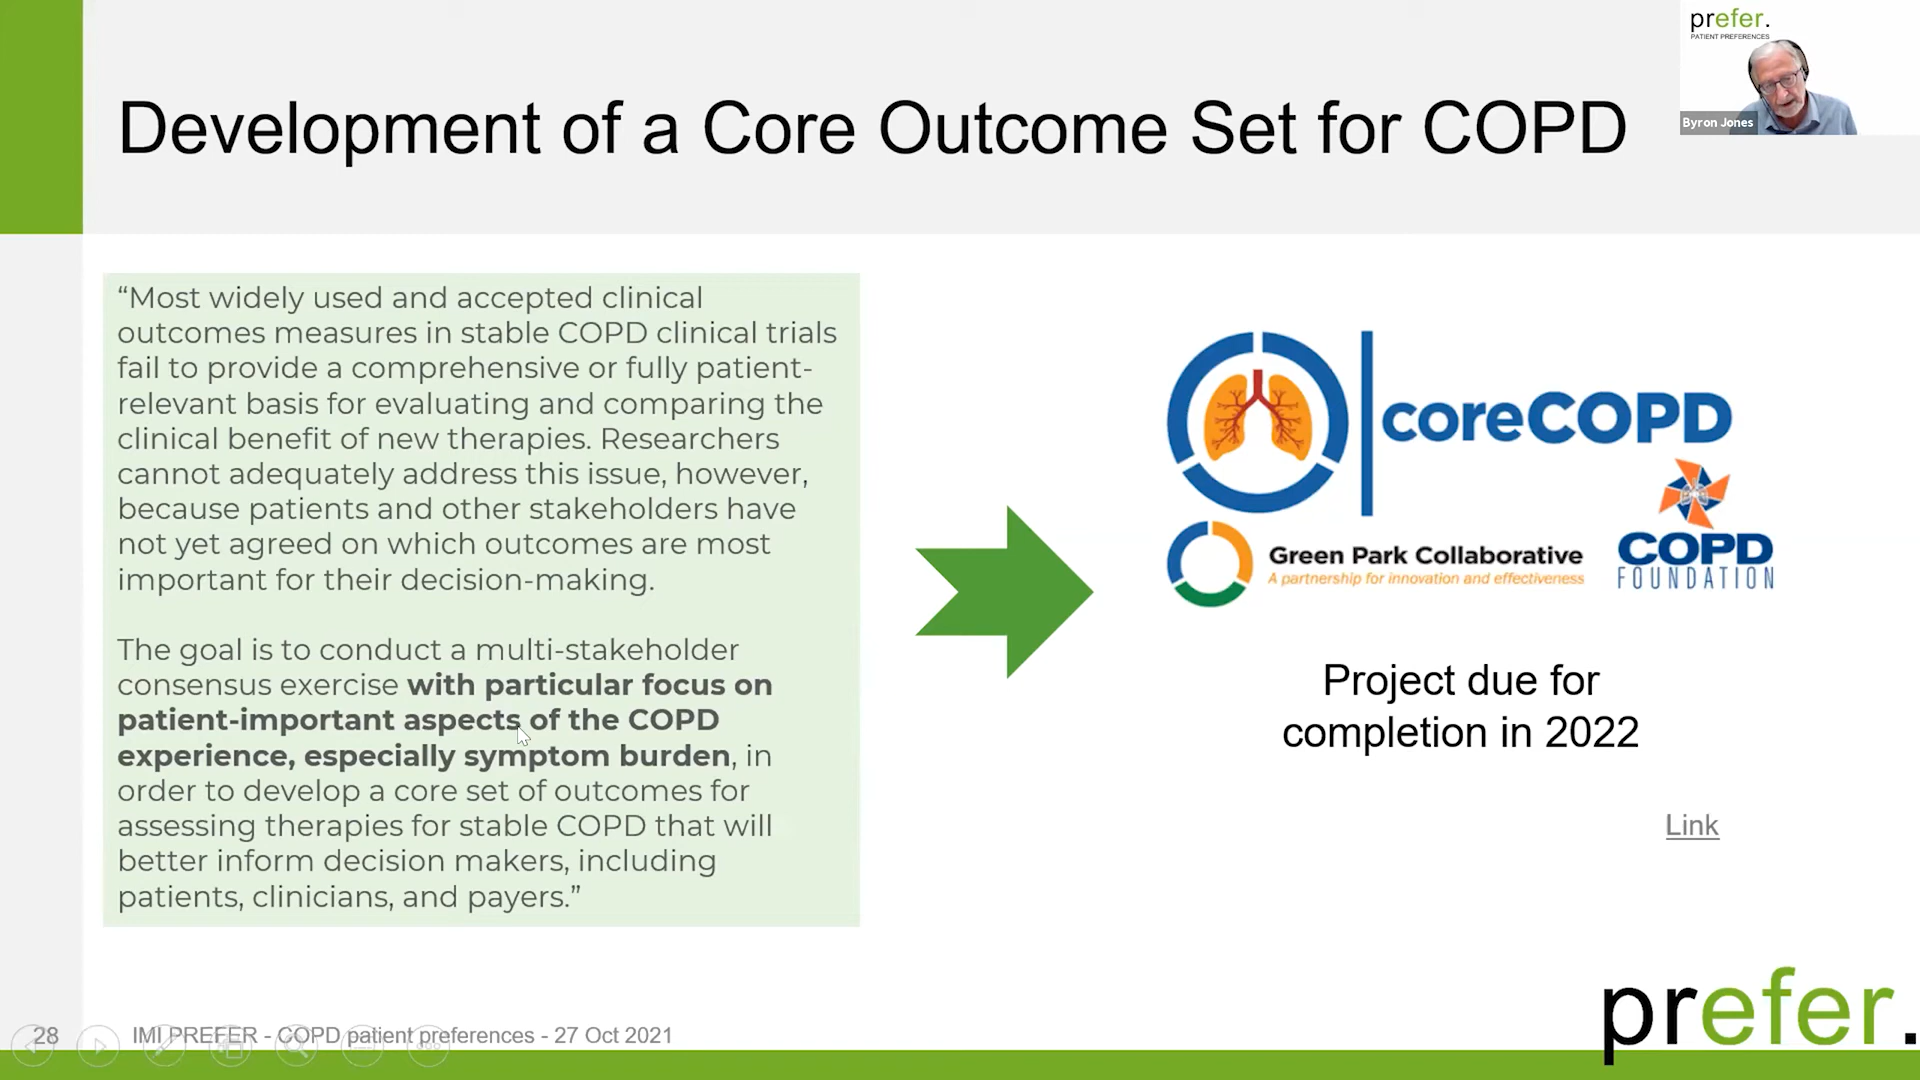 prefer.
PATIENT PREFERENCES
Byron Jones
Development of a Core Outcome Set for COPD
“Most widely used and accepted clinical
outcomes measures in stable COPD clinical trials
fail to provide a comprehensive or fully patient-
relevant basis for evaluating and comparing the
clinical benefit of new therapies. Researchers
cannot adequately address this issue, however,
because patients and other stakeholders have
not yet agreed on which outcomes are most
important for their decision-making.
The goal is to conduct a multi-stakeholder
consensus exercise with particular focus on
patient-important aspects of the COPD
experience, especially symptom burden, in
order to develop a core set of outcomes for
assessing therapies for stable COPD that will
better inform decision makers, including
patients, clinicians, and payers.”
coreCOPD
Green Park Collaborative
A partnership for innovation and effectiveness
COPD
FOUNDATION
Project due for
completion in 2022
Link
28
IMI PREFER - COPD patient preferences - 27 Oct 2021
prefer.